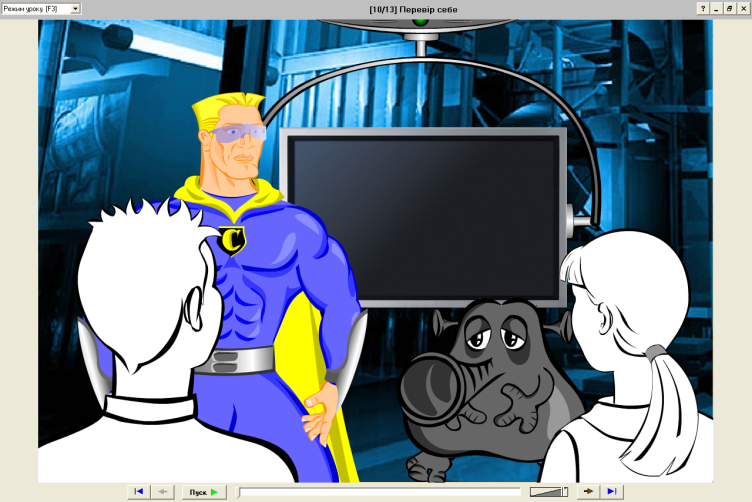 Режим уроку [F3]
[10/13] Перевір себе
?
C
Пуск